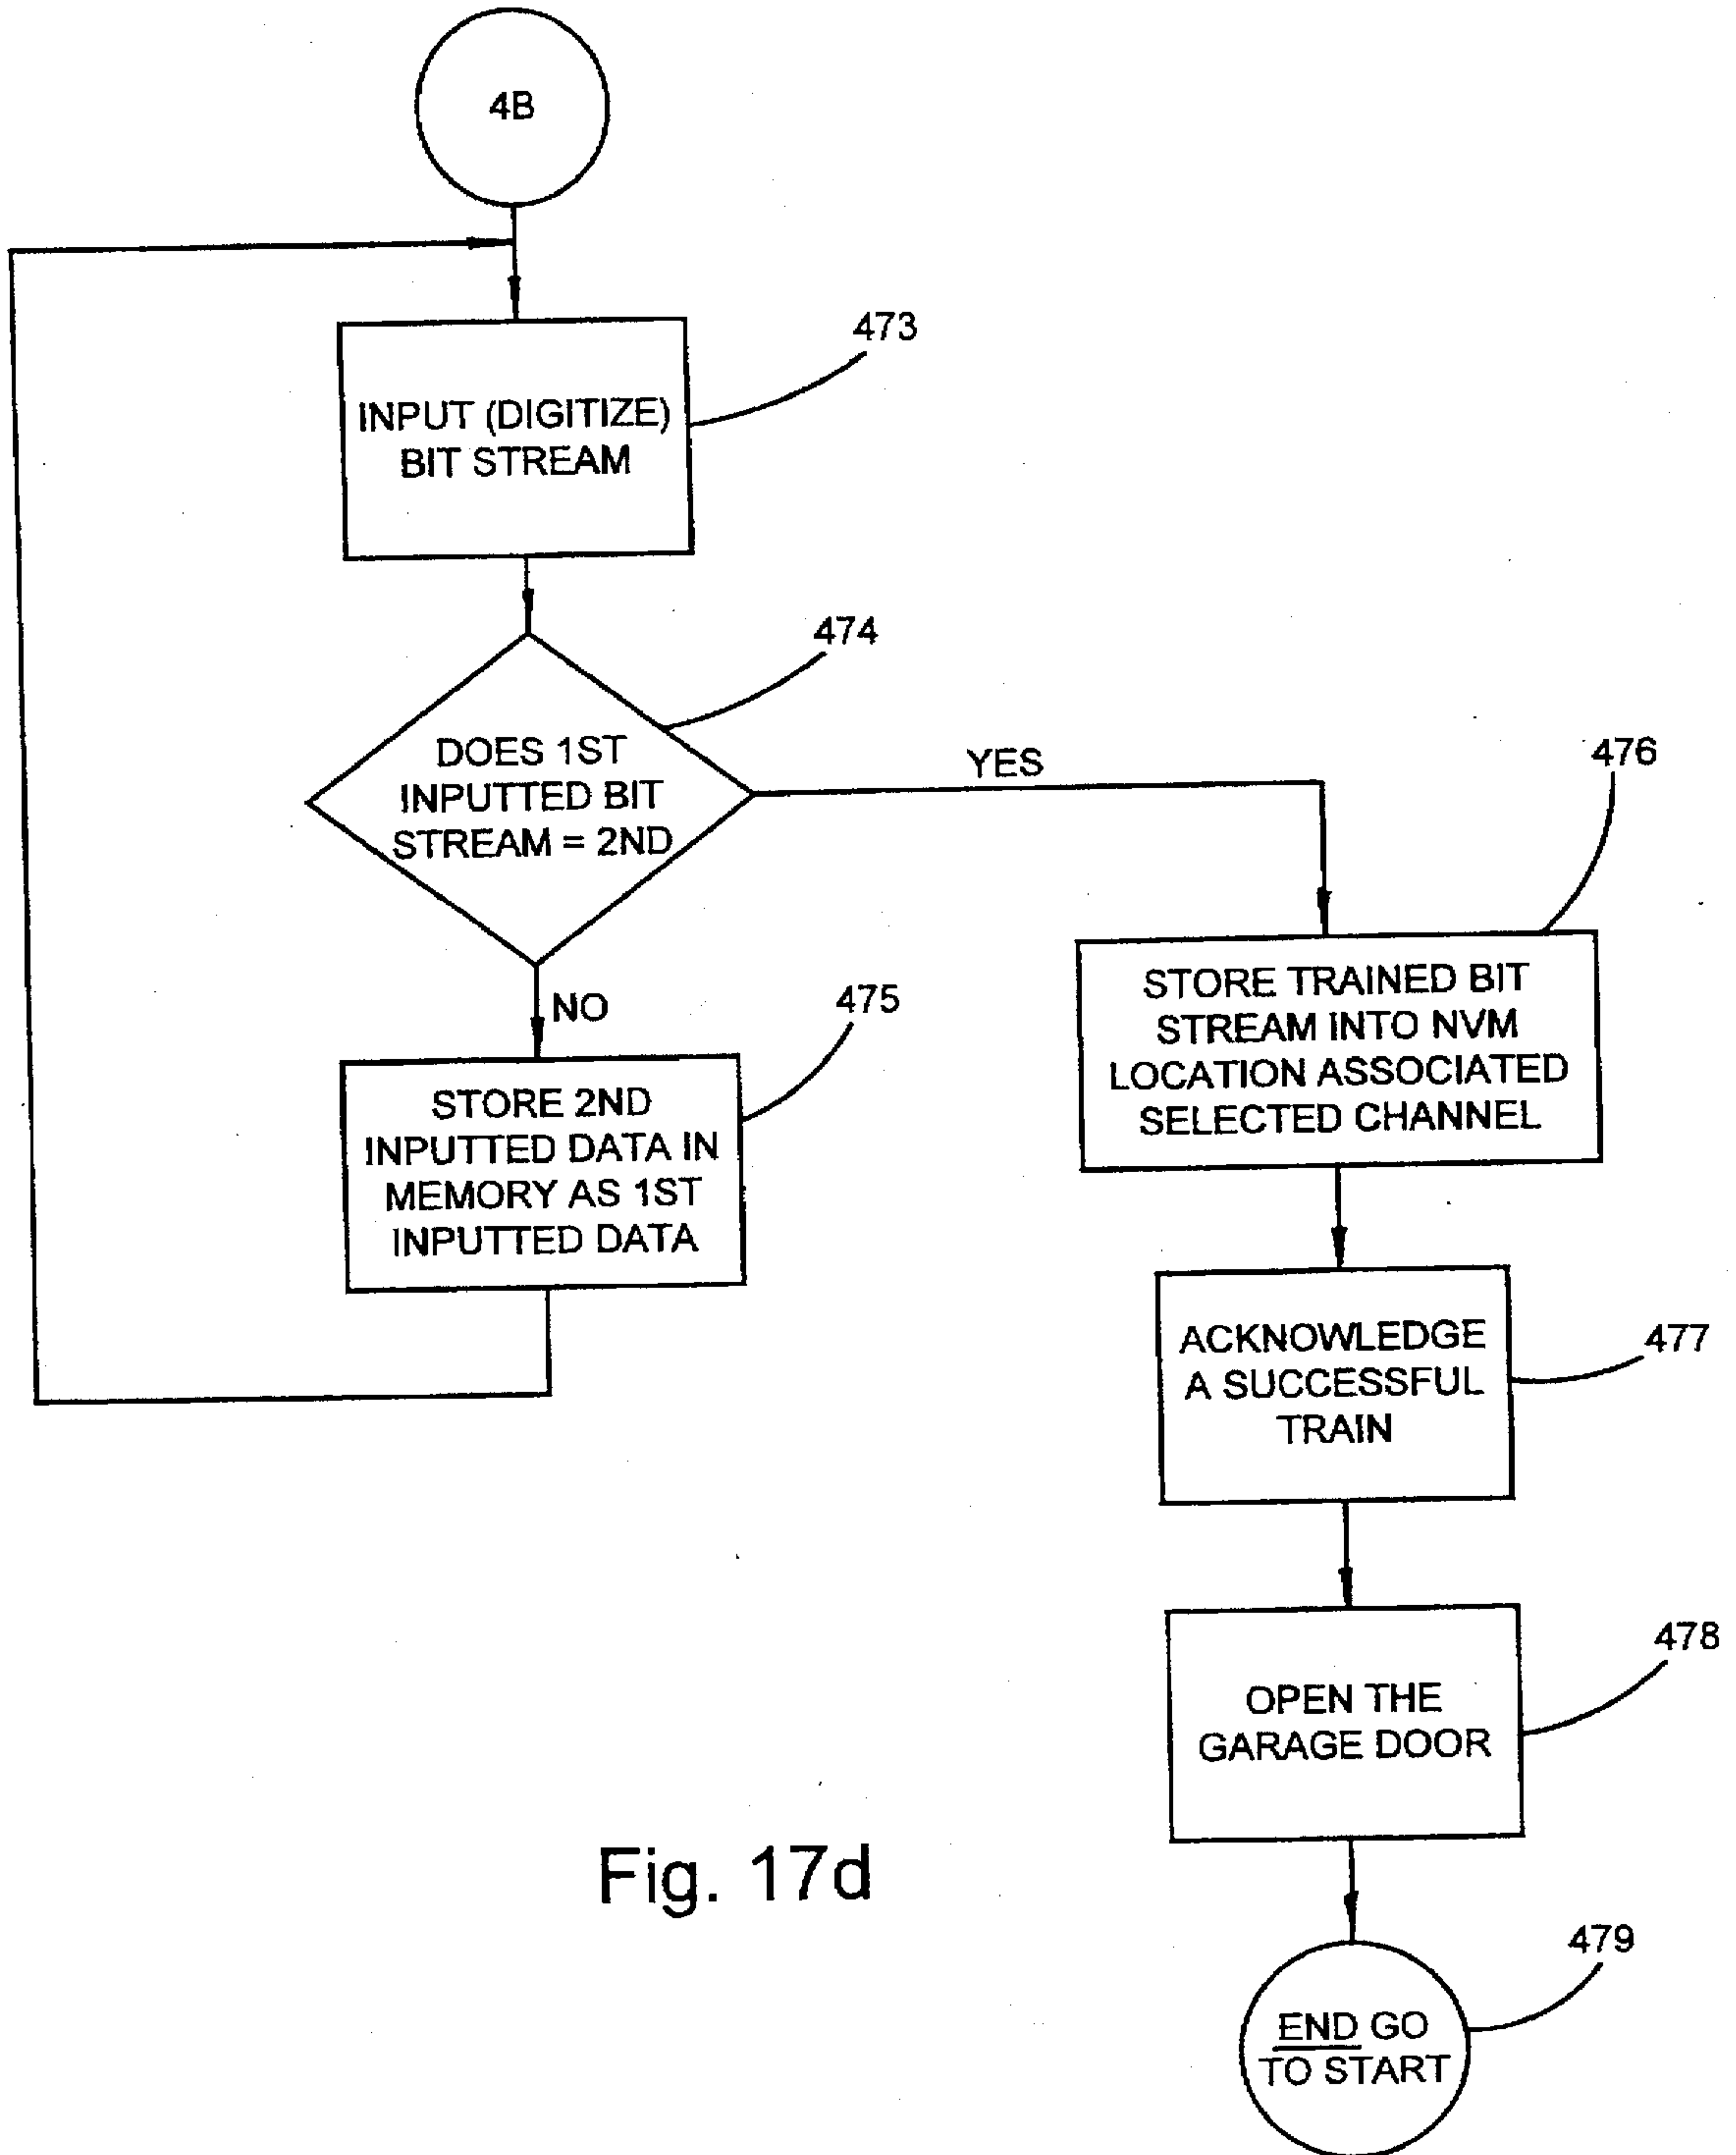 4B
473
INPUT (DIGITIZE)
BIT STREAM
474
DOES 1ST
INPUTTED BIT
STREAM = 2ND
YES
NO
475
STORE 2ND
INPUTTED DATA IN
MEMORY AS 1ST
INPUTTED DATA
476
STORE TRAINED BIT
STREAM INTO NVM
LOCATION ASSOCIATED
SELECTED CHANNEL
477
ACKNOWLEDGE
A SUCCESSFUL
TRAIN
478
OPEN THE
GARAGE DOOR
479
END GO
TO START
Fig. 17d